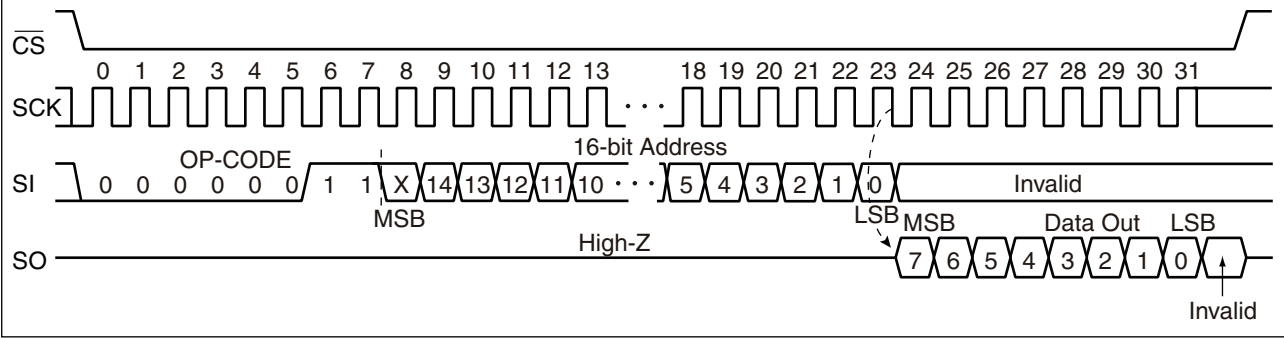 CS
0 1 2 3 4 5 6 7 8 9 10 11 12 13 18 19 20 21 22 23 24 25 26 27 28 29 30 31
SCK · · ·
OP-CODE 16-bit Address
SI 0 0 0 0 0 0 1 1 X 14 13 12 11 10 · · · 5 4 3 2 1 0 Invalid
MSB LSB MSB Data Out LSB
High-Z
SO 7 6 5 4 3 2 1 0
Invalid